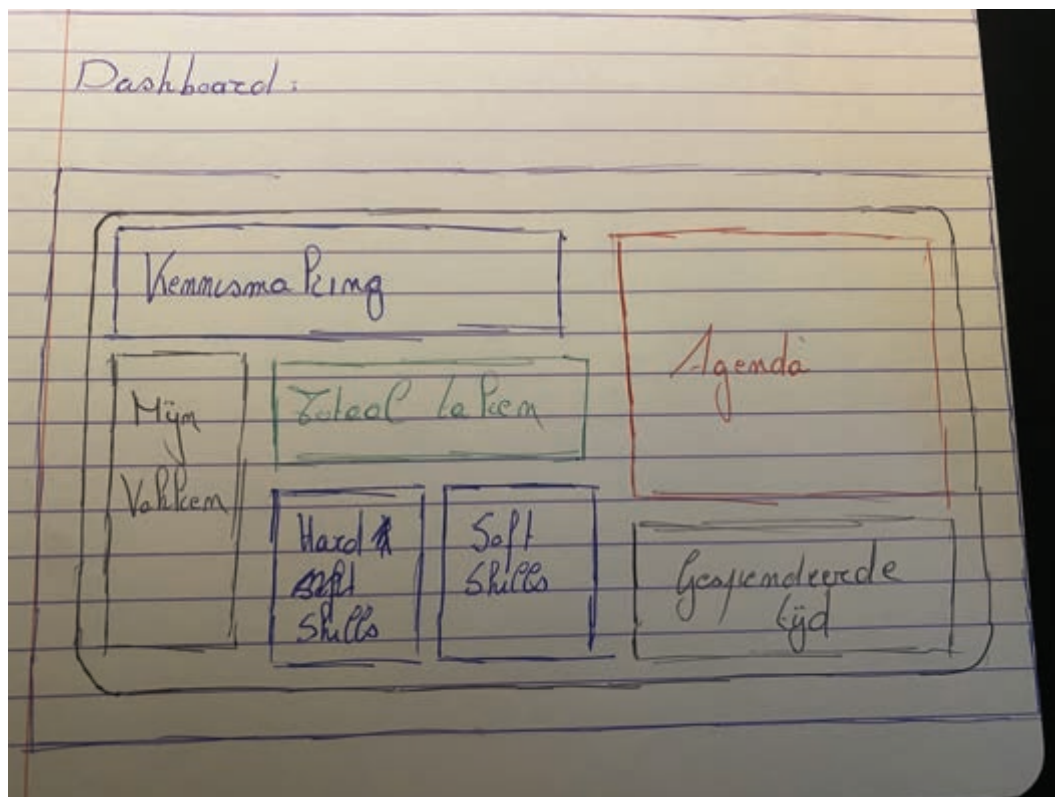 Dashboard:
Kennismaking
Agenda
Mijn
Vakken
Totaal taken
Hard
Skills
Soft
Skills
Gespendeerde
tijd